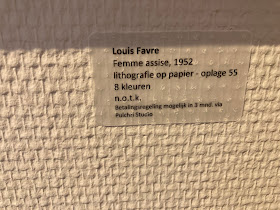 Louis Favre
Femme assise, 1952
lithografie op papier - oplage 55
8 kleuren
n.o.t.k.
Betalingsregeling mogelijk in 3 mnd. via
Pulchri Studio